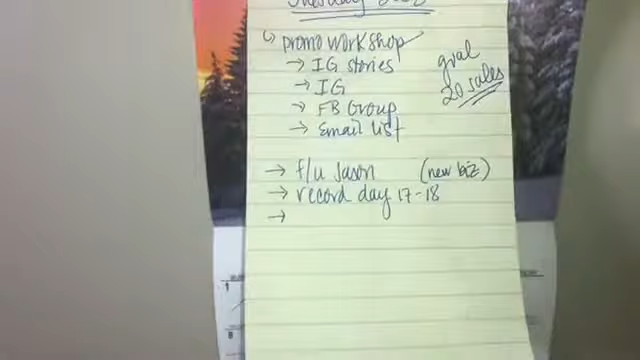 promo workshop
→ IG stories
→ IG
→ FB Group
→ Email list
goal
20 sales
→ f/u Jason (new biz)
→ record day 17-18
→
1
8